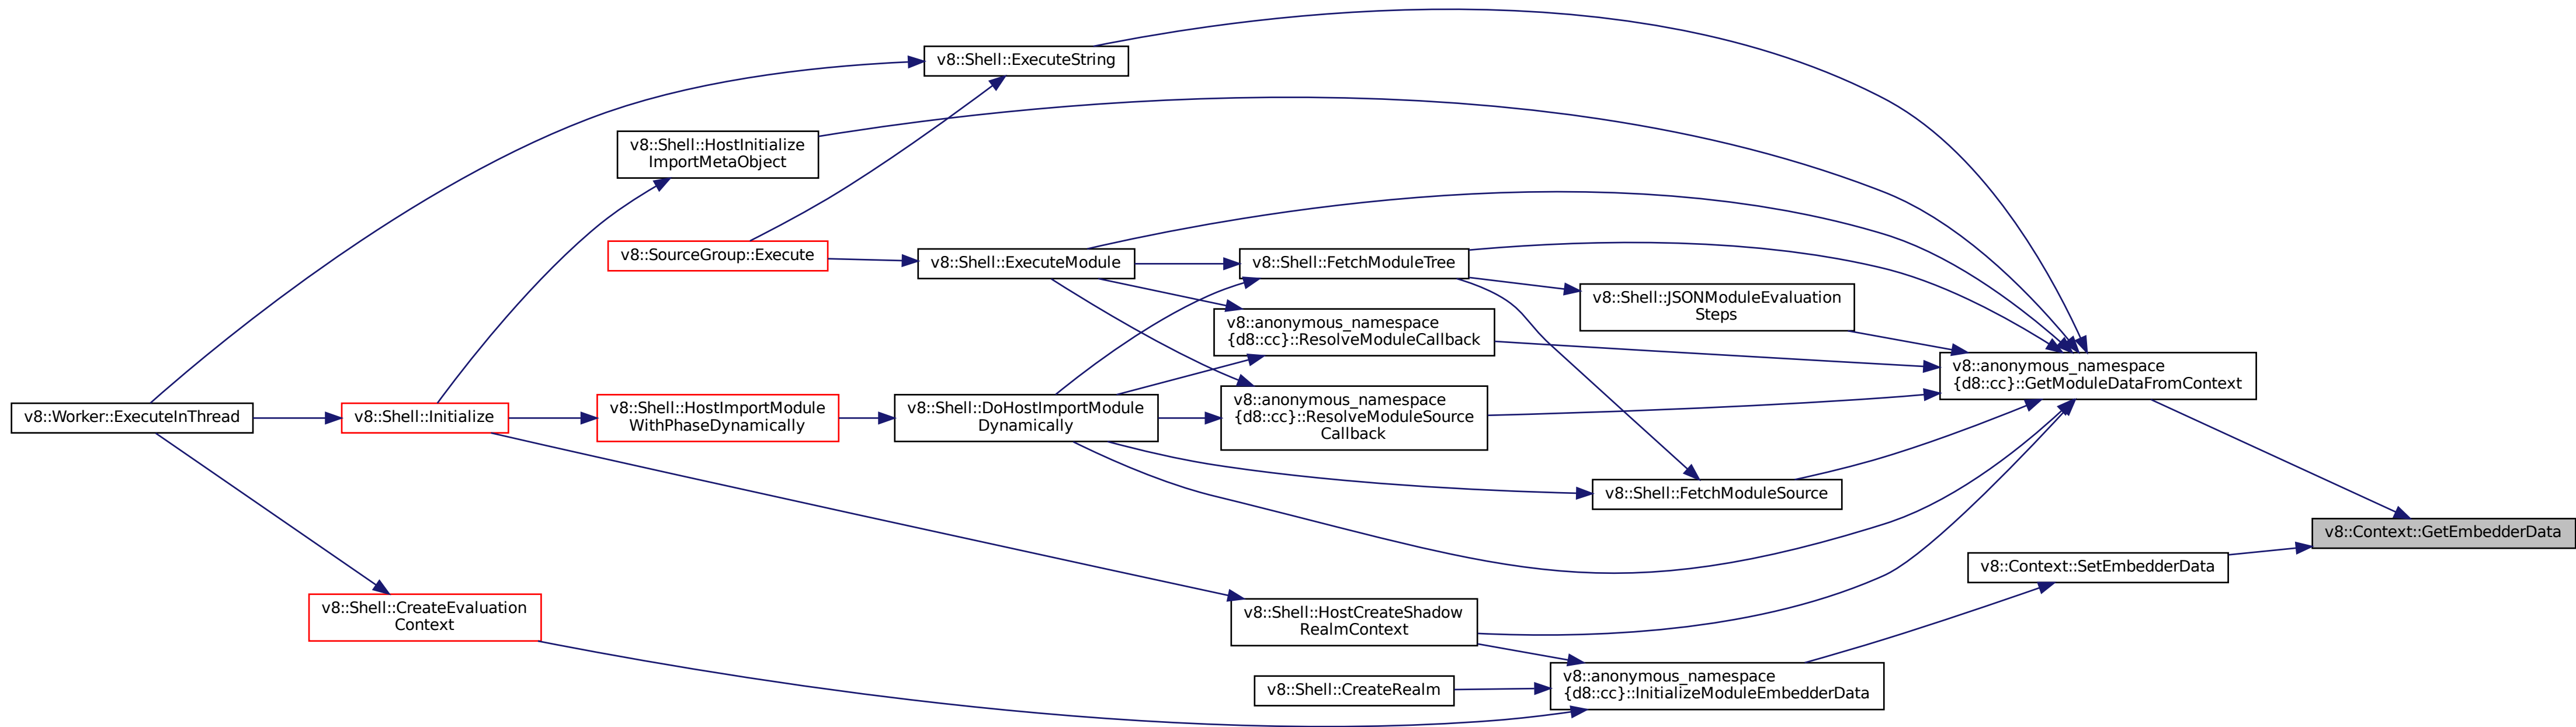 v8::Shell::ExecuteString
v8::Shell::HostInitialize
ImportMetaObject
v8::SourceGroup::Execute
v8::Shell::ExecuteModule
v8::Shell::FetchModuleTree
v8::Shell::JSONModuleEvaluation
Steps
v8::anonymous_namespace
{d8::cc}::ResolveModuleCallback
v8::anonymous_namespace
{d8::cc}::GetModuleDataFromContext
v8::Worker::ExecuteInThread
v8::Shell::Initialize
v8::Shell::HostImportModule
WithPhaseDynamically
v8::Shell::DoHostImportModule
Dynamically
v8::anonymous_namespace
{d8::cc}::ResolveModuleSource
Callback
v8::Shell::FetchModuleSource
v8::Context::GetEmbedderData
v8::Context::SetEmbedderData
v8::Shell::CreateEvaluation
Context
v8::Shell::HostCreateShadow
RealmContext
v8::Shell::CreateRealm
v8::anonymous_namespace
{d8::cc}::InitializeModuleEmbedderData